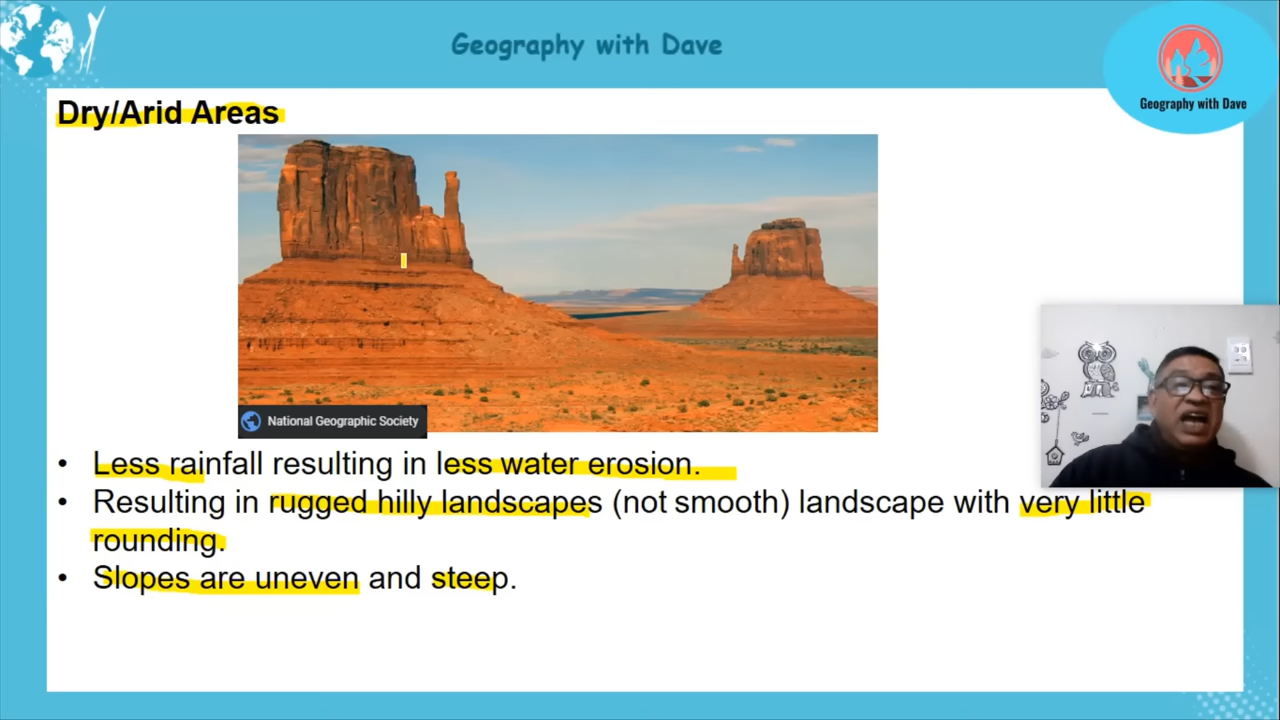 Geography with Dave
Geography with Dave
Dry/Arid Areas
National Geographic Society
• Less rainfall resulting in less water erosion.
• Resulting in rugged hilly landscapes (not smooth) landscape with very little
rounding.
• Slopes are uneven and steep.